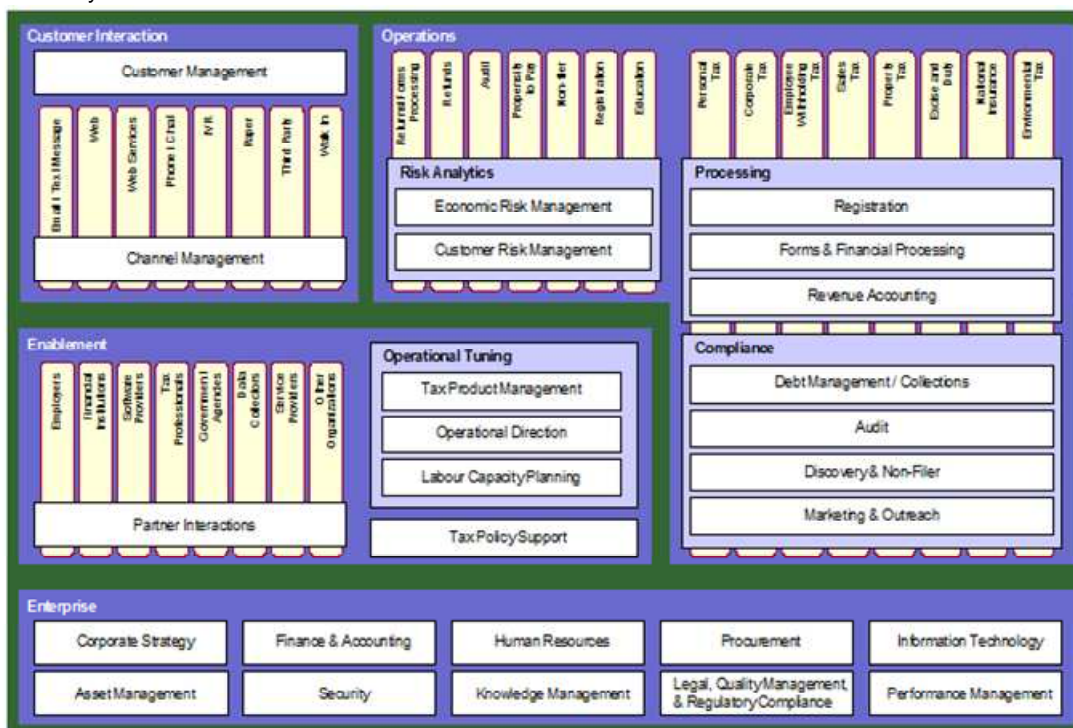 Customer Interaction
Customer Management
Email / Text Message
Web
Web Services
Phone / Chat
IVR
Paper
Third Party
Walk In
Channel Management
Operations
Returns/Forms
Processing
Refunds
Audit
Propensity
to Pay
Non-filer
Registration
Education
Risk Analytics
Economic Risk Management
Customer Risk Management
Personal
Tax
Corporate
Tax
Employee
Withholding
Tax
Sales
Tax
Property
Tax
Excise and
Duty
National
Insurance
Environmental
Tax
Processing
Registration
Forms & Financial Processing
Revenue Accounting
Compliance
Debt Management / Collections
Audit
Discovery & Non-Filer
Marketing & Outreach
Enablement
Employers
Financial
Institutions
Software
Providers
Tax
Professionals
Government /
Agencies
Data
Collectors
Service
Providers
Other
Organizations
Partner Interactions
Operational Tuning
Tax Product Management
Operational Direction
Labour Capacity Planning
Tax Policy Support
Enterprise
Corporate Strategy
Finance & Accounting
Human Resources
Procurement
Information Technology
Asset Management
Security
Knowledge Management
Legal, Quality Management,
& Regulatory Compliance
Performance Management